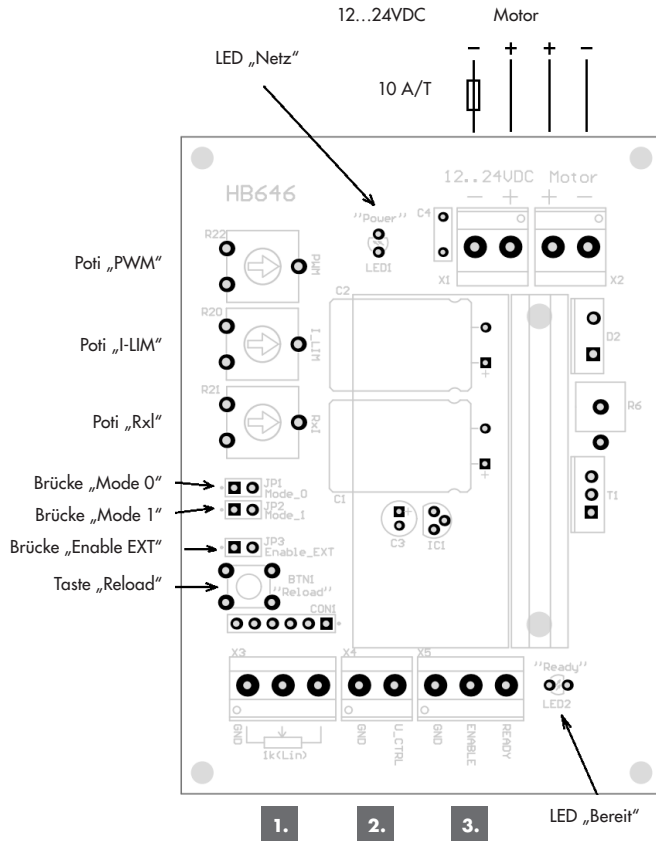 12...24VDC Motor
– + + –
LED „Netz“
10 A/T
HB646
12..24VDC Motor
– + + –
"Power"
C4
LED1
X1 X2
R22
PWM
Poti „PWM“
C2
R20
I_LIM
Poti „I-LIM“
D2
R21
RxI
Poti „Rxl“
+
R6
C1
+
T1
Brücke „Mode 0“
JP1
Mode_0
Brücke „Mode 1“
JP2
Mode_1
+
C3 IC1
Brücke „Enable EXT“
JP3
Enable_EXT
Taste „Reload“
BTN1
"Reload"
CON1
X3 X4 X5
"Ready"
LED2
GND
1k(Lin)
GND
U_CTRL
GND
ENABLE
READY
1. 2. 3.
LED „Bereit“